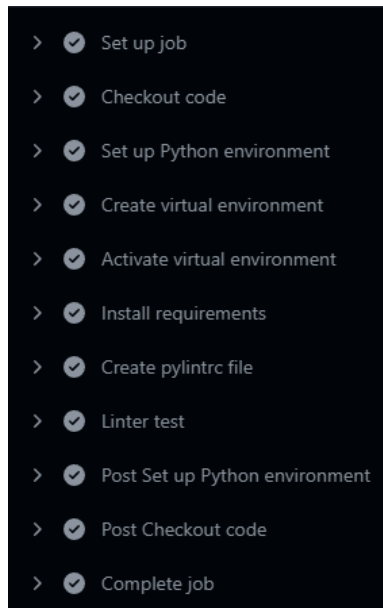 Set up job
Checkout code
Set up Python environment
Create virtual environment
Activate virtual environment
Install requirements
Create pylintrc file
Linter test
Post Set up Python environment
Post Checkout code
Complete job